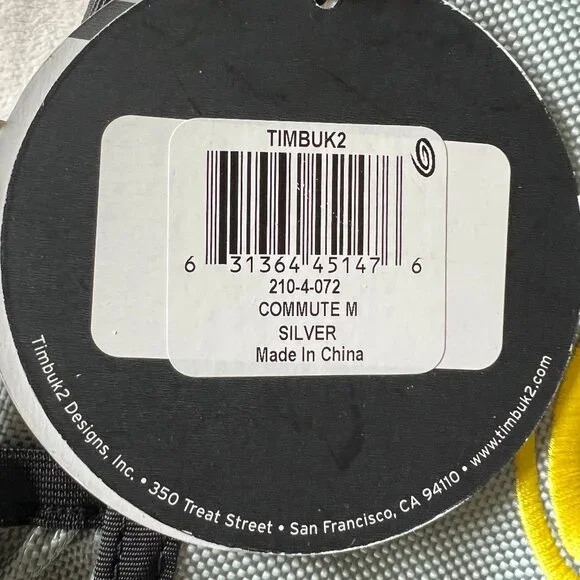 TIMBUK2
6 31364 45147 6
210-4-072
COMMUTE M
SILVER
Made In China
Timbuk2 Designs, Inc. • 350 Treat Street • San Francisco, CA 94110 • www.timbuk2.com